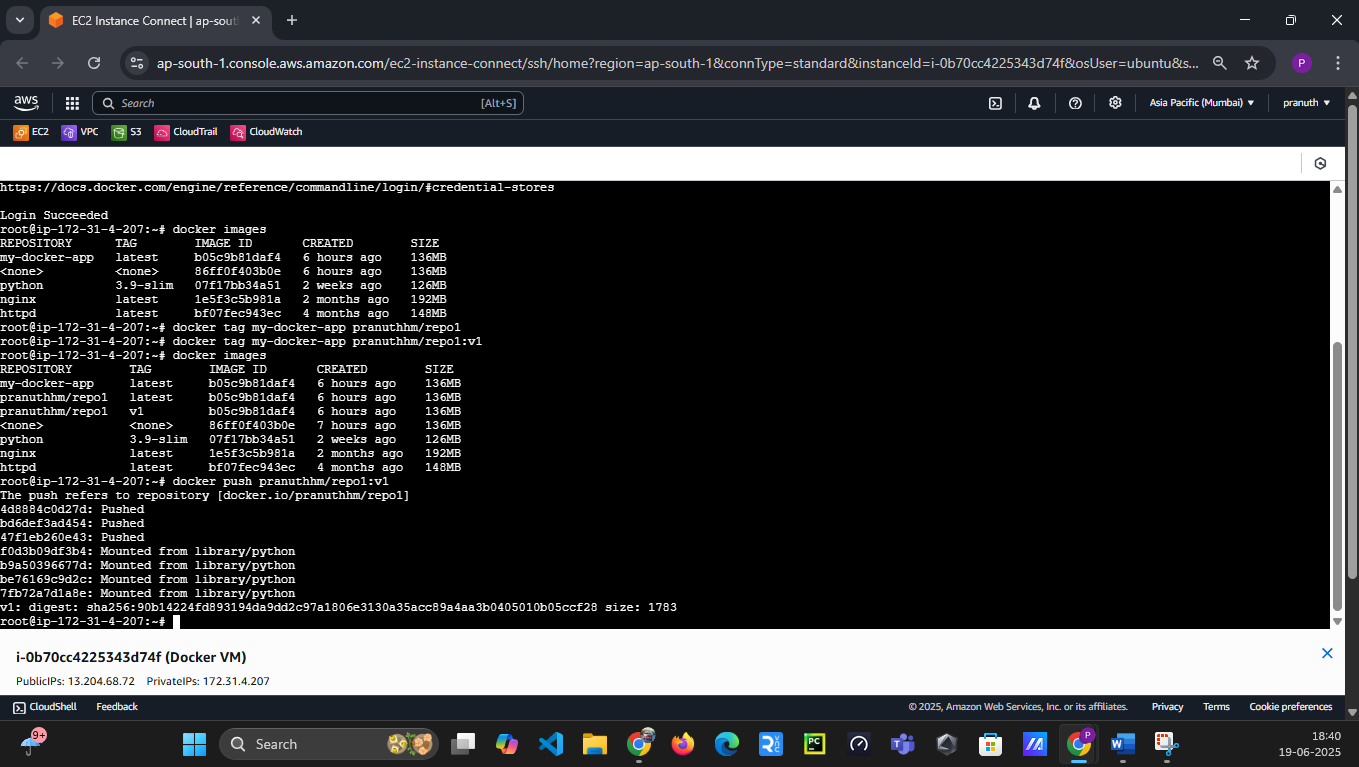 EC2 Instance Connect | ap-sout
ap-south-1.console.aws.amazon.com/ec2-instance-connect/ssh/home?region=ap-south-1&connType=standard&instanceId=i-0b70cc4225343d74f&osUser=ubuntu&s...
P
aws
Search [Alt+S]
Asia Pacific (Mumbai)
pranuth
EC2 VPC S3 CloudTrail CloudWatch
https://docs.docker.com/engine/reference/commandline/login/#credential-stores
Login Succeeded
root@ip-172-31-4-207:~# docker images
REPOSITORY TAG IMAGE ID CREATED SIZE
my-docker-app latest b05c9b81daf4 6 hours ago 136MB
<none> <none> 86ff0f403b0e 6 hours ago 136MB
python 3.9-slim 07f17bb34a51 2 weeks ago 126MB
nginx latest 1e5f3c5b981a 2 months ago 192MB
httpd latest bf07fec943ec 4 months ago 148MB
root@ip-172-31-4-207:~# docker tag my-docker-app pranuthhm/repo1
root@ip-172-31-4-207:~# docker tag my-docker-app pranuthhm/repo1:v1
root@ip-172-31-4-207:~# docker images
REPOSITORY TAG IMAGE ID CREATED SIZE
my-docker-app latest b05c9b81daf4 6 hours ago 136MB
pranuthhm/repo1 latest b05c9b81daf4 6 hours ago 136MB
pranuthhm/repo1 v1 b05c9b81daf4 6 hours ago 136MB
<none> <none> 86ff0f403b0e 7 hours ago 136MB
python 3.9-slim 07f17bb34a51 2 weeks ago 126MB
nginx latest 1e5f3c5b981a 2 months ago 192MB
httpd latest bf07fec943ec 4 months ago 148MB
root@ip-172-31-4-207:~# docker push pranuthhm/repo1:v1
The push refers to repository [docker.io/pranuthhm/repo1]
4d8884c0d27d: Pushed
bd6def3ad454: Pushed
47f1eb260e43: Pushed
f0d3b09df3b4: Mounted from library/python
b9a50396677d: Mounted from library/python
be76169c9d2c: Mounted from library/python
7fb72a7d1a8e: Mounted from library/python
v1: digest: sha256:90b14224fd893194da9dd2c97a1806e3130a35acc89a4aa3b0405010b05ccf28 size: 1783
root@ip-172-31-4-207:~#
i-0b70cc4225343d74f (Docker VM)
PublicIPs: 13.204.68.72 PrivateIPs: 172.31.4.207
CloudShell Feedback © 2025, Amazon Web Services, Inc. or its affiliates. Privacy Terms Cookie preferences
9+
Search
PC
P
18:40
19-06-2025